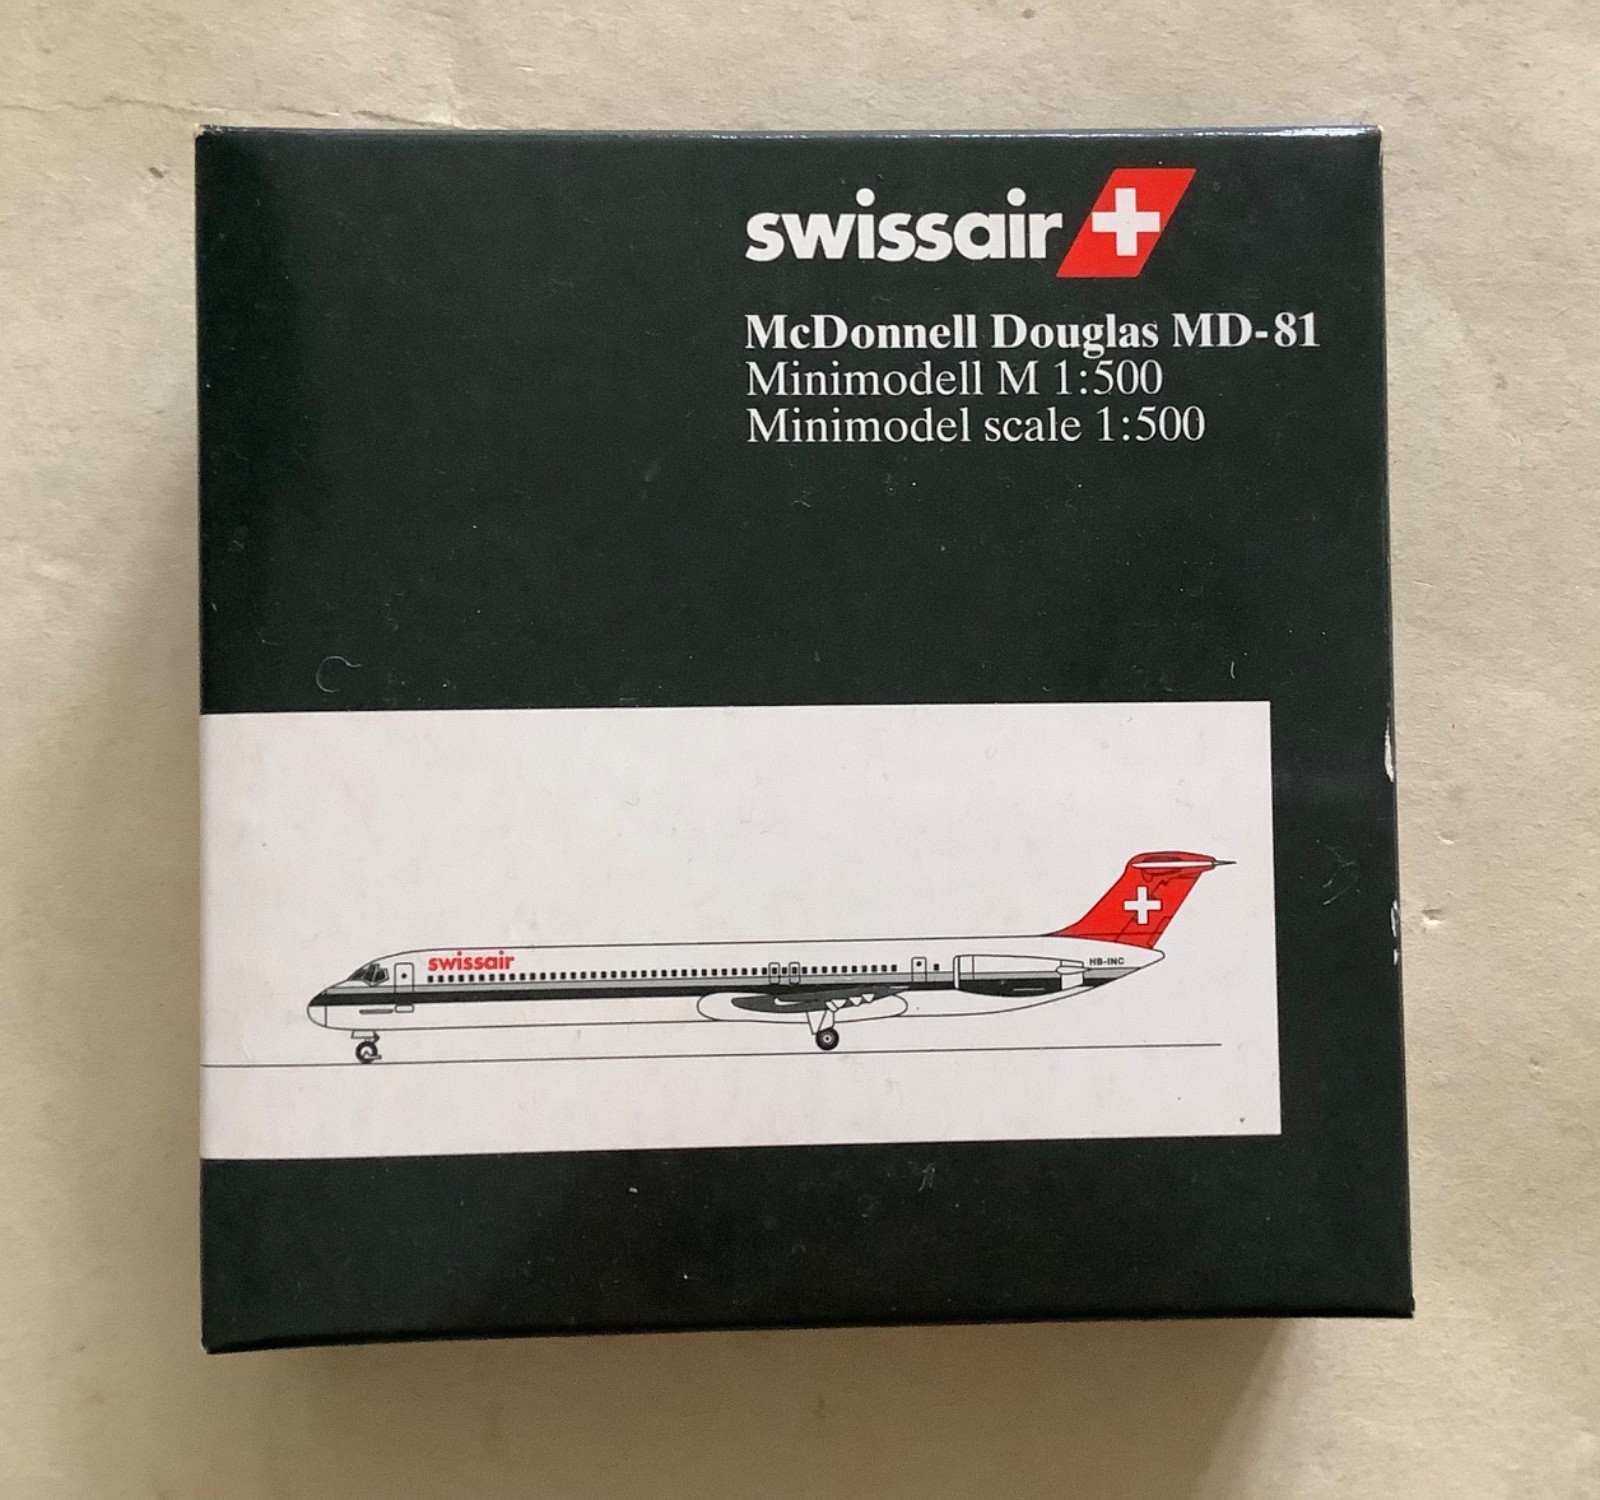 swissair
McDonnell Douglas MD-81
Minimodell M 1:500
Minimodel scale 1:500
swissair
HB-INC